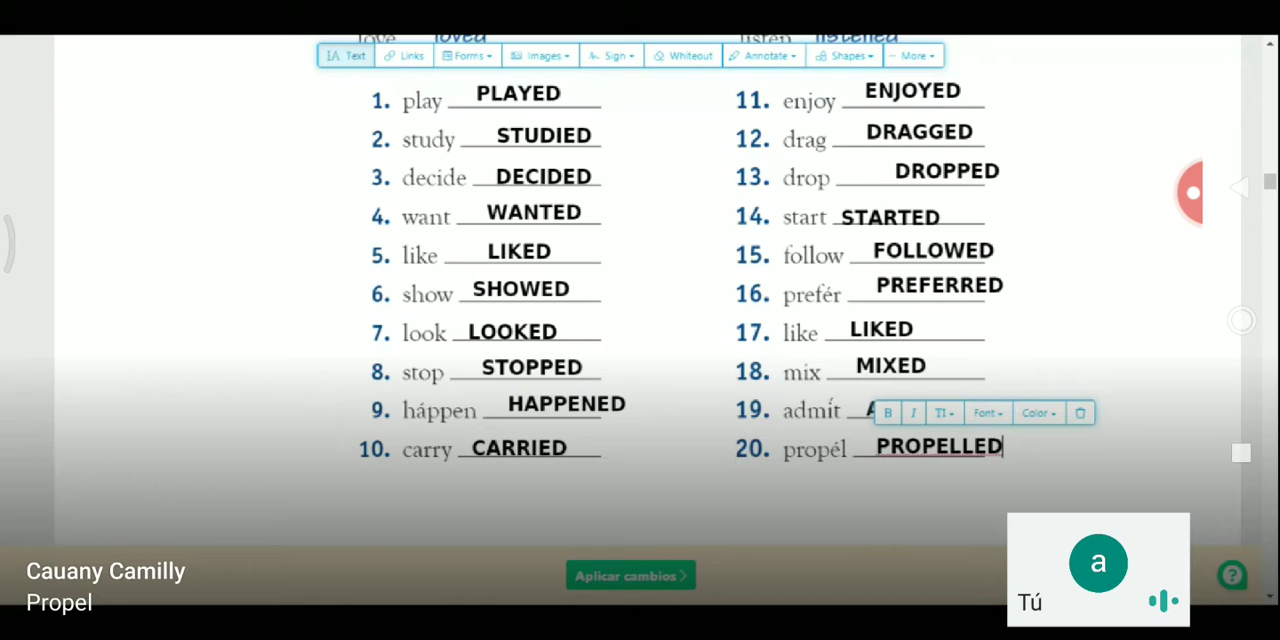 love loved listen listened
Text Links Forms Images Sign Whiteout Annotate Shapes More
1. play PLAYED
2. study STUDIED
3. decide DECIDED
4. want WANTED
5. like LIKED
6. show SHOWED
7. look LOOKED
8. stop STOPPED
9. háppen HAPPENED
10. carry CARRIED
11. enjoy ENJOYED
12. drag DRAGGED
13. drop DROPPED
14. start STARTED
15. follow FOLLOWED
16. prefér PREFERRED
17. like LIKED
18. mix MIXED
19. admít
B I TI Font Color
20. propél PROPELLED
Aplicar cambios
?
Cauany Camilly
Propel
a
Tú